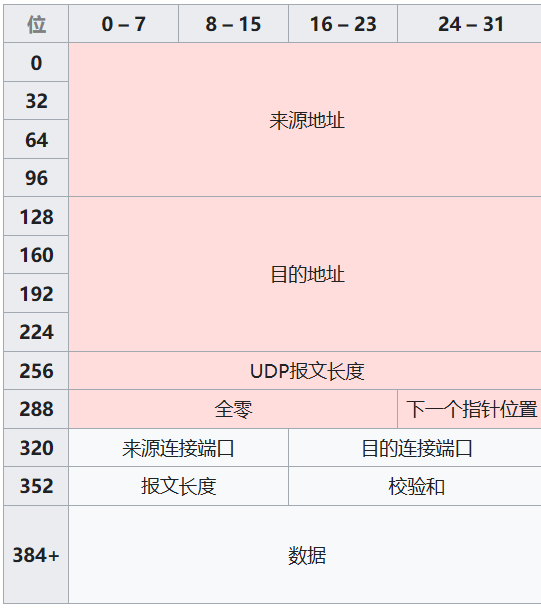 位 0 – 7 8 – 15 16 – 23 24 – 31
0
32
来源地址
64
96
128
160
目的地址
192
224
256 UDP报文长度
288 全零 下一个指针位置
320 来源连接端口 目的连接端口
352 报文长度 校验和
384+ 数据